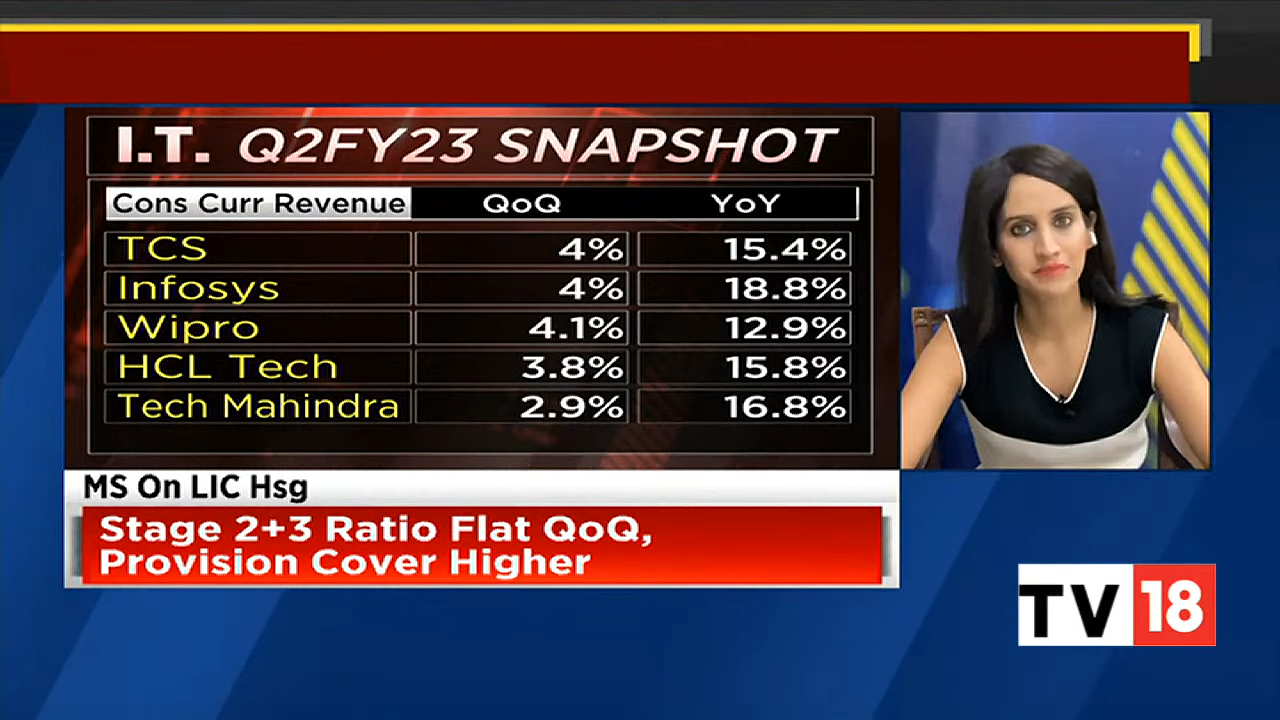 I.T. Q2FY23 SNAPSHOT
Cons Curr Revenue QoQ YoY
TCS 4% 15.4%
Infosys 4% 18.8%
Wipro 4.1% 12.9%
HCL Tech 3.8% 15.8%
Tech Mahindra 2.9% 16.8%
MS On LIC Hsg
Stage 2+3 Ratio Flat QoQ,
Provision Cover Higher
TV18